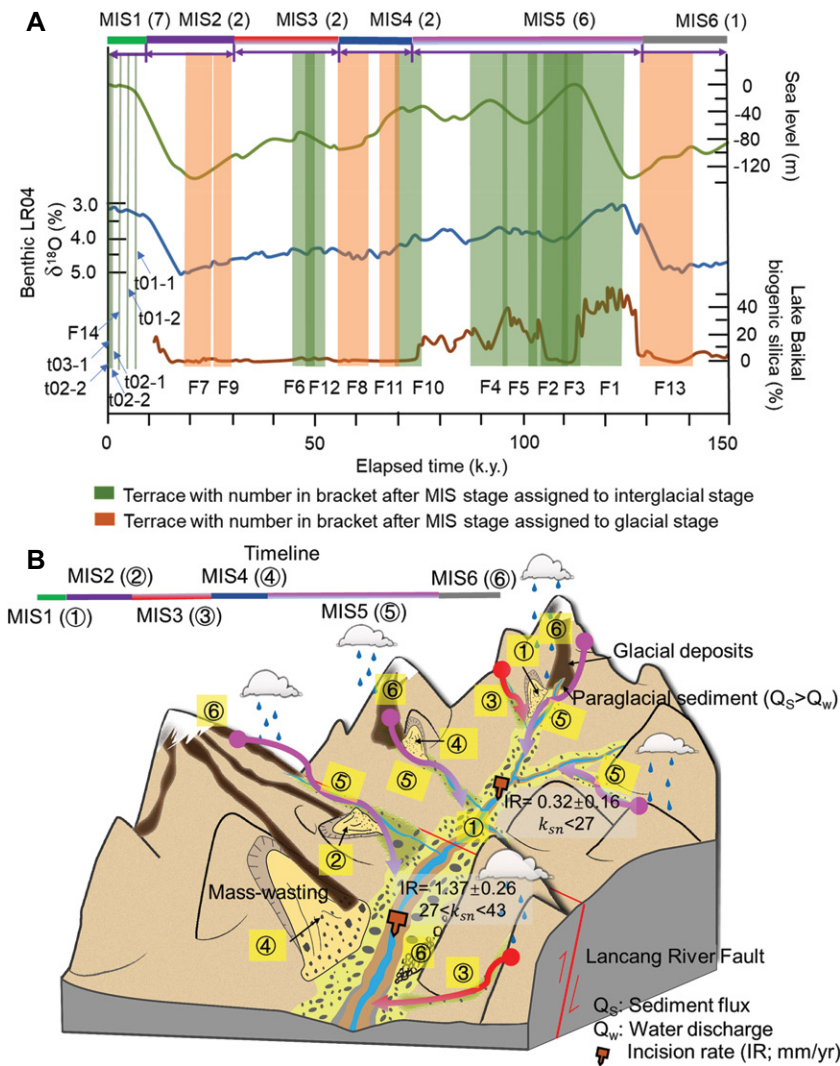 A
MIS1 (7)
MIS2 (2)
MIS3 (2)
MIS4 (2)
MIS5 (6)
MIS6 (1)
Sea level (m)
0
-40
-80
-120
Benthic LR04
δ18O (%)
3.0
4.0
5.0
Lake Baikal
biogenic silica (%)
40
20
0
t01-1
t01-2
F14
t03-1
t02-1
t02-2
t02-2
F7
F9
F6
F12
F8
F11
F10
F4
F5
F2
F3
F1
F13
0
50
100
150
Elapsed time (k.y.)
Terrace with number in bracket after MIS stage assigned to interglacial stage
Terrace with number in bracket after MIS stage assigned to glacial stage
B
Timeline
MIS2 (②)
MIS4 (④)
MIS6 (⑥)
MIS1 (①)
MIS3 (③)
MIS5 (⑤)
⑥
①
Glacial deposits
⑥
③
Paraglacial sediment (Qs>Qw)
⑥
④
⑤
⑤
⑤
⑤
IR= 0.32±0.16
ksn<27
①
②
Mass-wasting
IR= 1.37±0.26
27<ksn<43
④
⑥
③
Lancang River Fault
Qs: Sediment flux
Qw: Water discharge
Incision rate (IR; mm/yr)